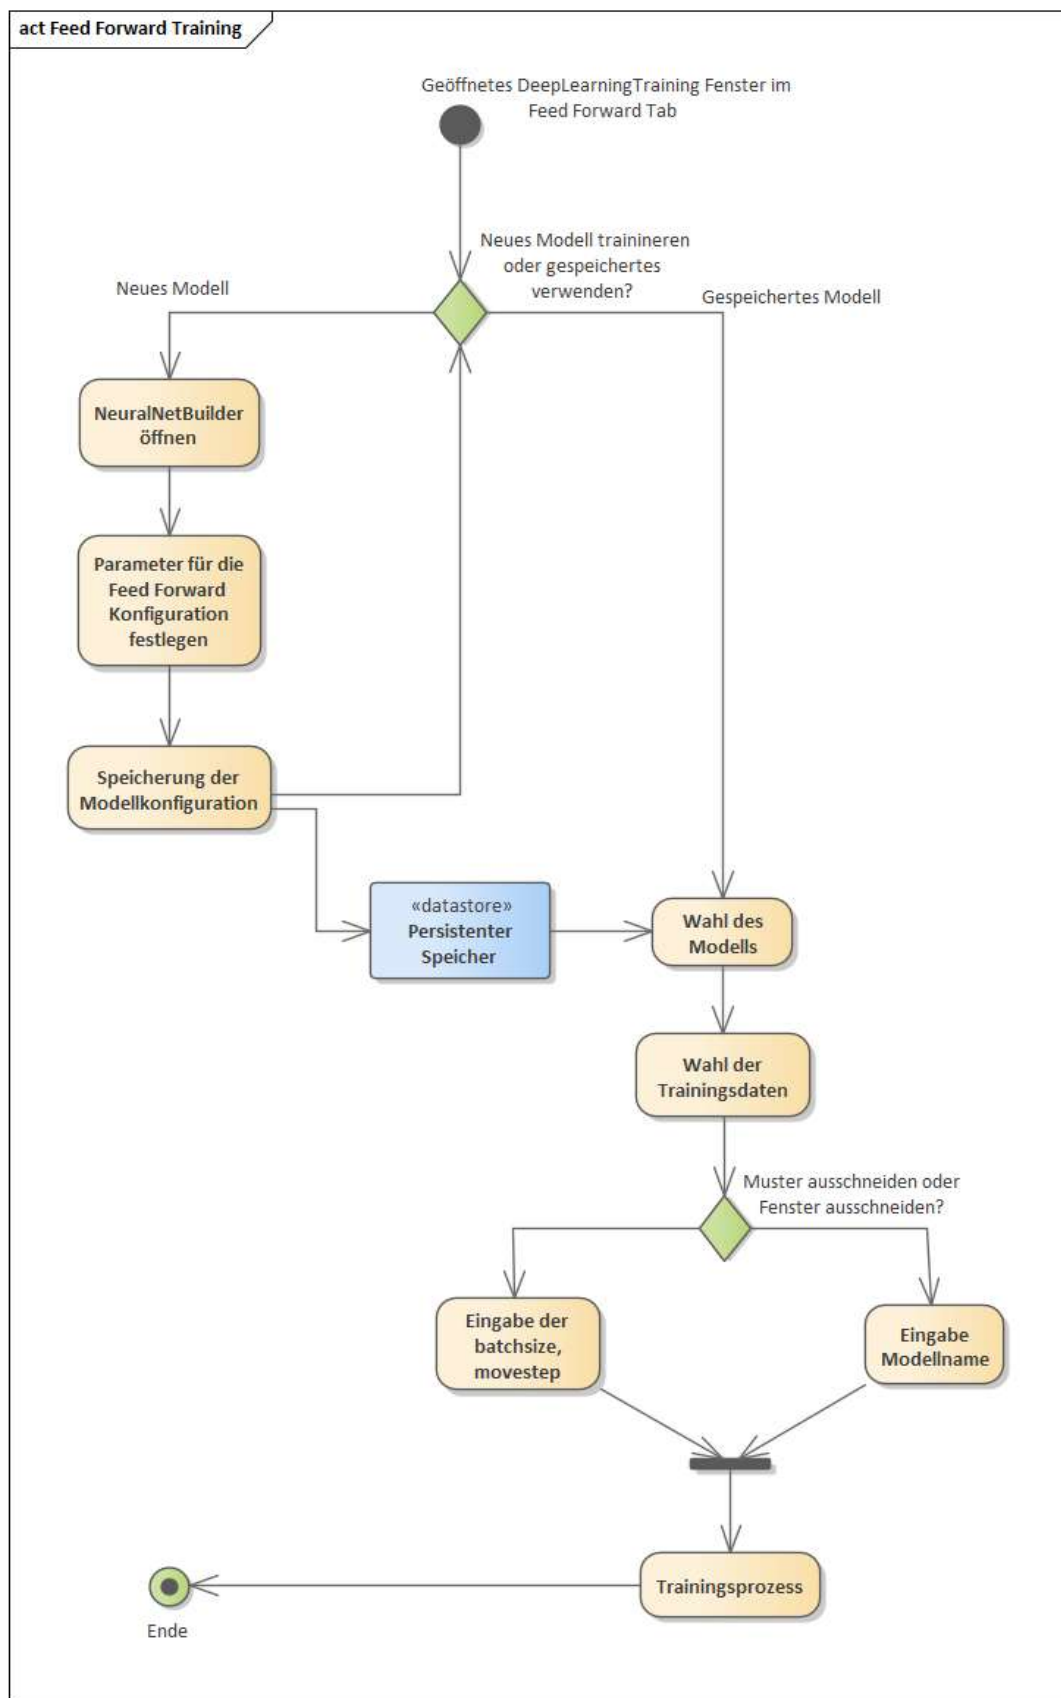 act Feed Forward Training
Geöffnetes DeepLearningTraining Fenster im
Feed Forward Tab
Neues Modell trainineren
oder gespeichertes
verwenden?
Neues Modell
Gespeichertes Modell
NeuralNetBuilder
öffnen
Parameter für die
Feed Forward
Konfiguration
festlegen
Speicherung der
Modellkonfiguration
«datastore»
Persistenter
Speicher
Wahl des
Modells
Wahl der
Trainingsdaten
Muster ausschneiden oder
Fenster ausschneiden?
Eingabe der
batchsize,
movestep
Eingabe
Modellname
Trainingsprozess
Ende